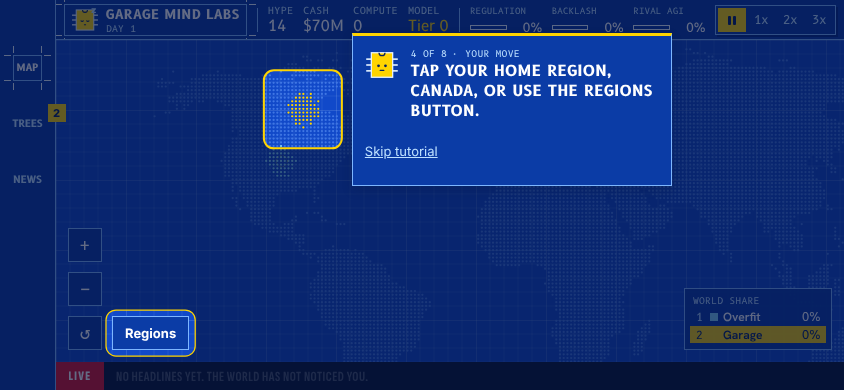 GARAGE MIND LABS
DAY 1
HYPE CASH COMPUTE MODEL
14 $70M 0 Tier 0
REGULATION BACKLASH RIVAL AGI
0% 0% 0%
1x 2x 3x
MAP
TREES 2
NEWS
4 OF 8 · YOUR MOVE
TAP YOUR HOME REGION,
CANADA, OR USE THE REGIONS
BUTTON.
Skip tutorial
+
−
↺ Regions
WORLD SHARE
1 Overfit 0%
2 Garage 0%
LIVE NO HEADLINES YET. THE WORLD HAS NOT NOTICED YOU.